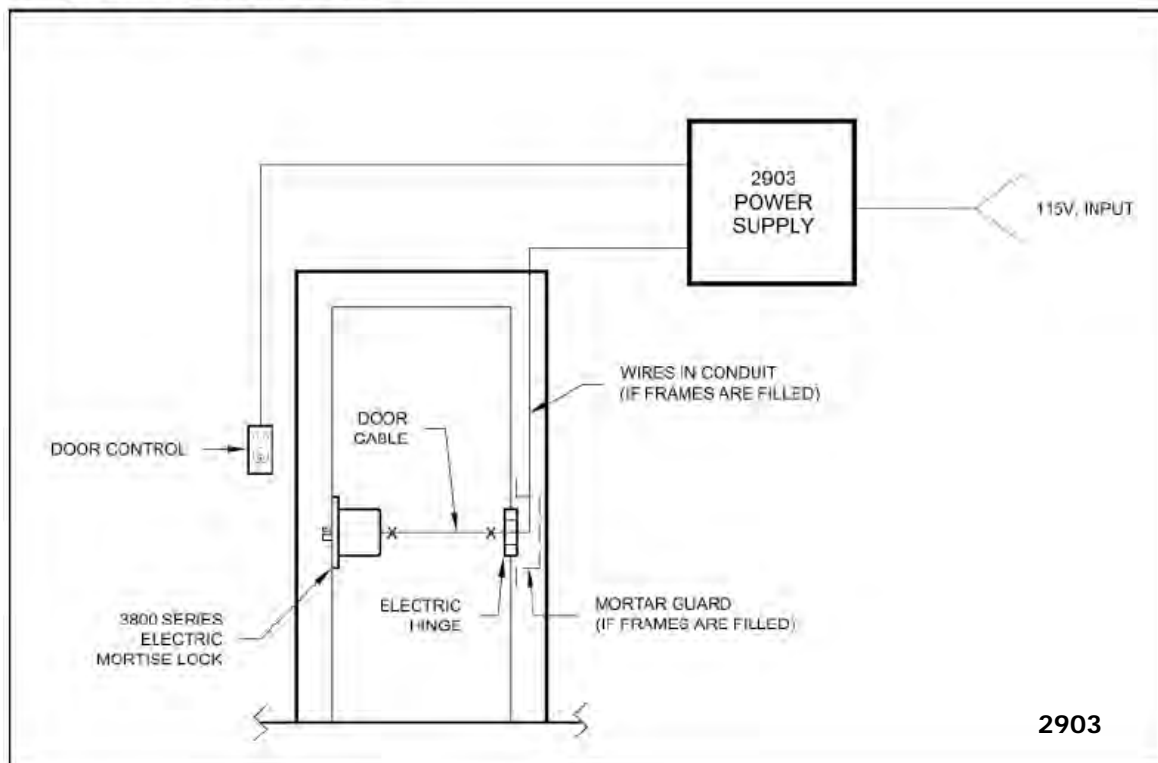 2903
POWER
SUPPLY
115V, INPUT
WIRES IN CONDUIT
(IF FRAMES ARE FILLED)
DOOR
CABLE
DOOR CONTROL
3800 SERIES
ELECTRIC
MORTISE LOCK
ELECTRIC
HINGE
MORTAR GUARD
(IF FRAMES ARE FILLED)
2903